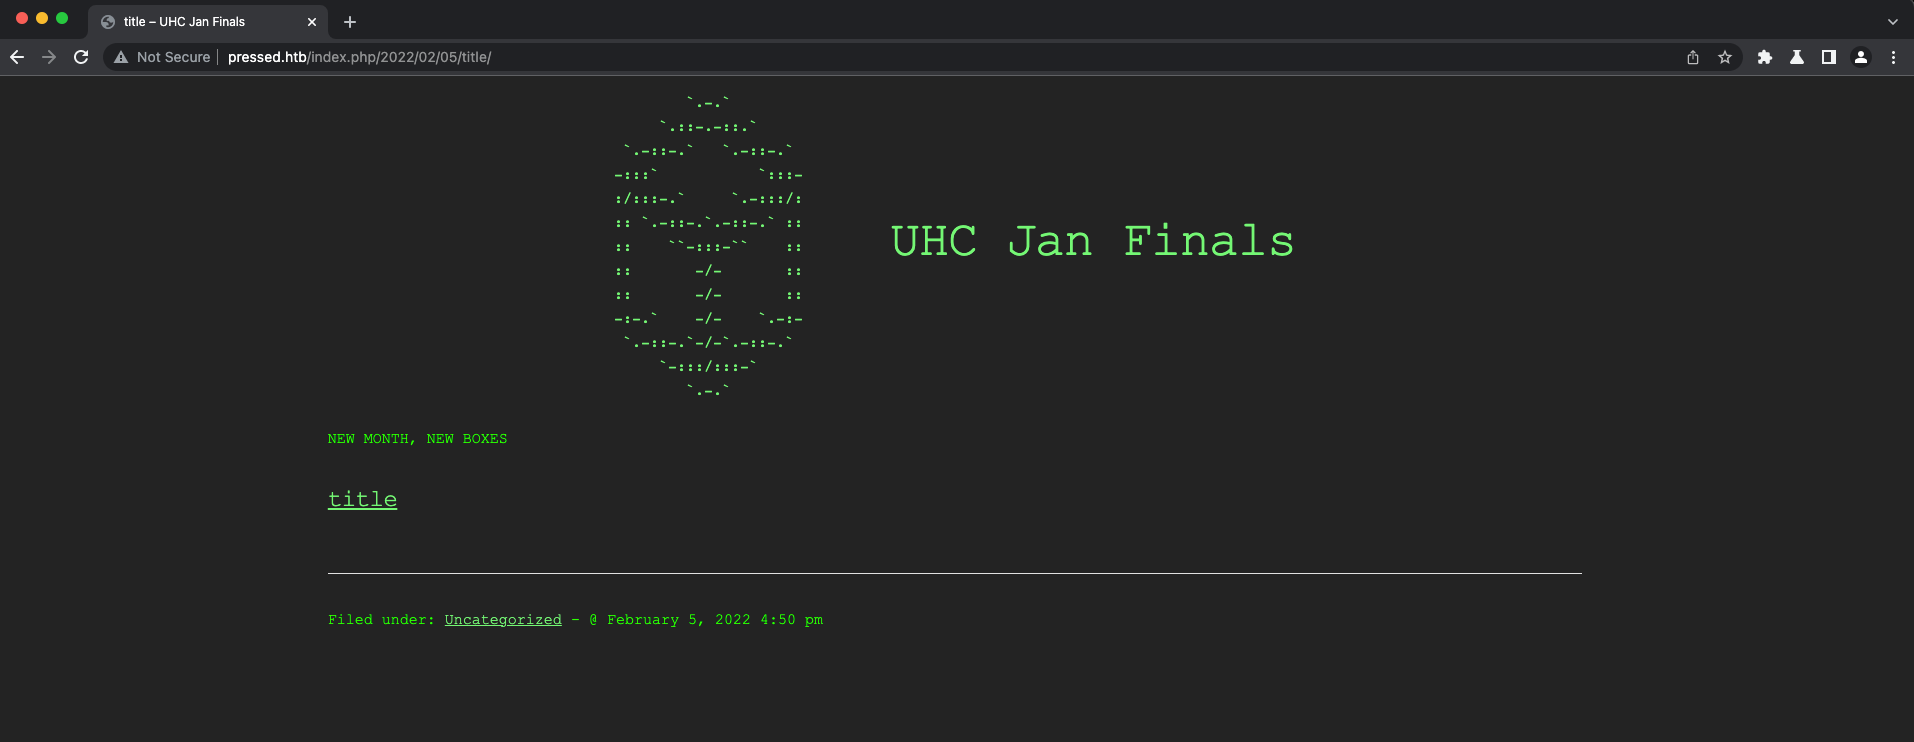 title – UHC Jan Finals
Not Secure
pressed.htb/index.php/2022/02/05/title/
`.-.`
`.::-.-::.`
`.-::-.`   `.-::-.`
-:::`           `:::-
:/:::-.`     `.-:::/:
:: `.-::-.`.-::-.` ::
::    ``-:::-``    ::
::       -/-       ::
::       -/-       ::
-:-.`    -/-    `.-:-
`.-::-.`-/-`.-::-.`
`-:::/:::-`
`.-.`
UHC Jan Finals
NEW MONTH, NEW BOXES
title
Filed under: Uncategorized – @ February 5, 2022 4:50 pm